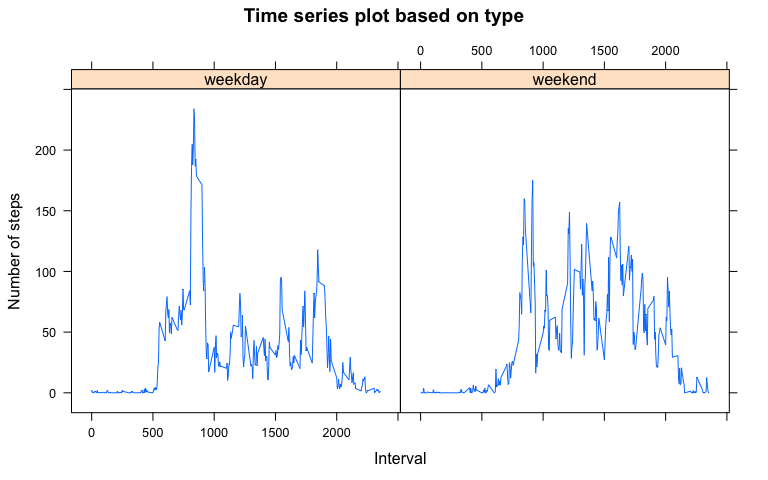 Time series plot based on type
0 500 1000 1500 2000
weekday weekend
200
150
100
50
0
Number of steps
0 500 1000 1500 2000
Interval